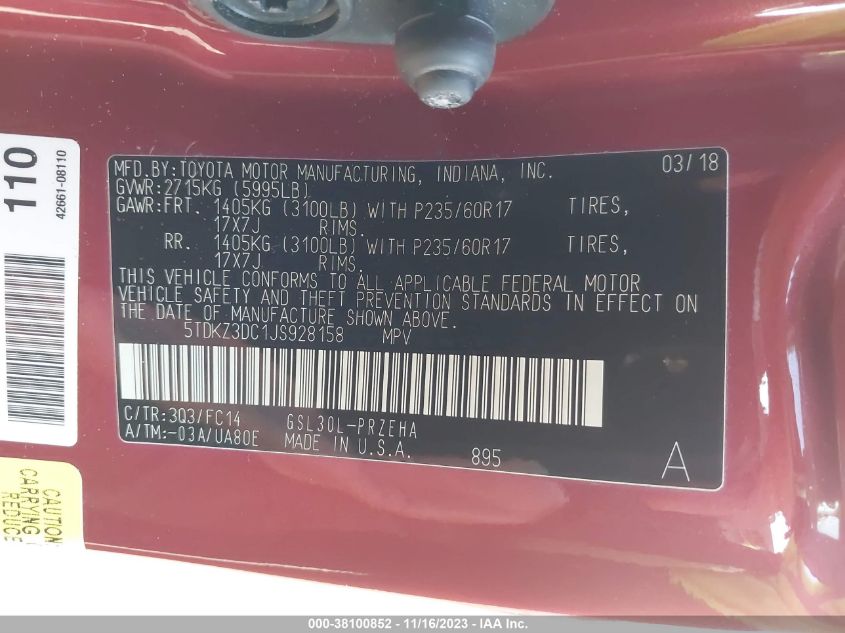 MFD.BY:TOYOTA MOTOR MANUFACTURING, INDIANA, INC. 03/18
GVWR:2715KG (5995LB)
GAWR:FRT. 1405KG (3100LB) WITH P235/60R17 TIRES,
17X7J RIMS.
RR. 1405KG (3100LB) WITH P235/60R17 TIRES,
17X7J RIMS.
THIS VEHICLE CONFORMS TO ALL APPLICABLE FEDERAL MOTOR
VEHICLE SAFETY AND THEFT PREVENTION STANDARDS IN EFFECT ON
THE DATE OF MANUFACTURE SHOWN ABOVE.
5TDKZ3DC1JS928158 MPV
C/TR:3Q3/FC14 GSL30L-PRZEHA
A/TM:-03A/UA80E MADE IN U.S.A. 895 A
110
42661-08110
CAUTION
CARRYING
REDUCE
000-38100852 - 11/16/2023 - IAA Inc.